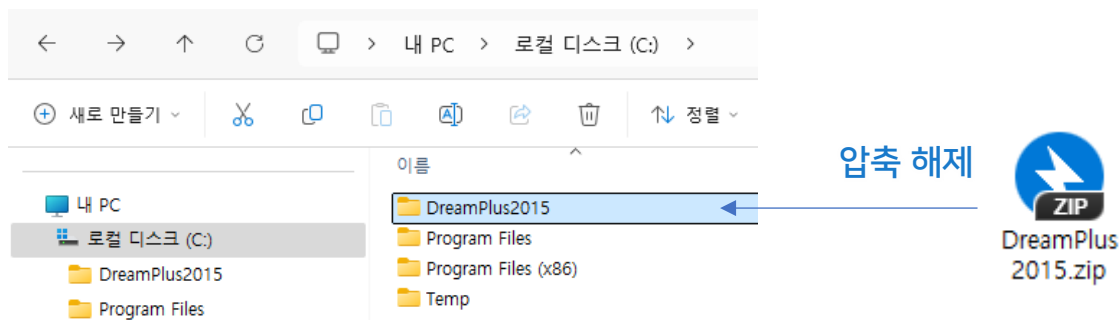 내 PC > 로컬 디스크 (C:) >
새로 만들기
정렬
이름
내 PC
로컬 디스크 (C:)
DreamPlus2015
Program Files
DreamPlus2015
Program Files
Program Files (x86)
Temp
압축 해제
ZIP
DreamPlus
2015.zip